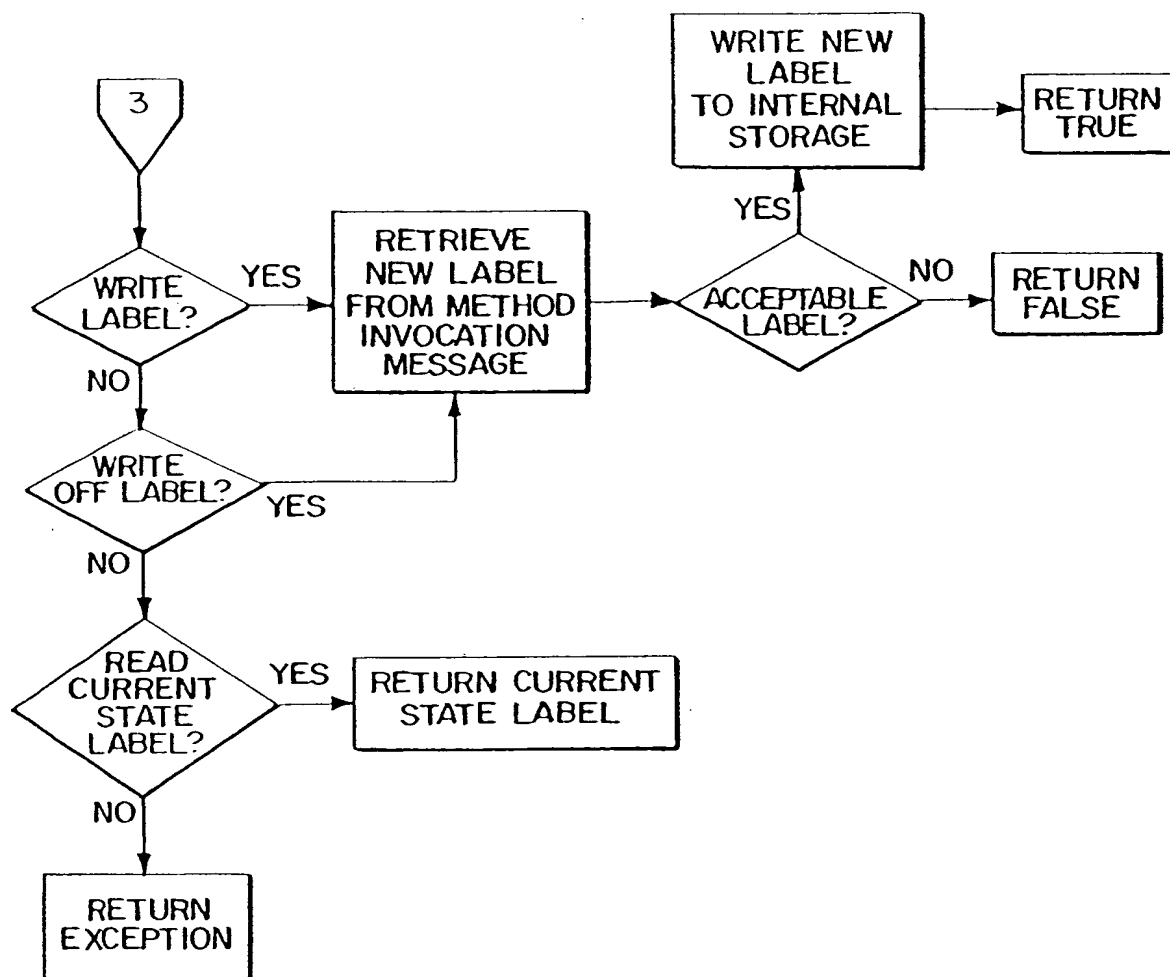 3
WRITE
LABEL?
YES
NO
RETRIEVE
NEW LABEL
FROM METHOD
INVOCATION
MESSAGE
ACCEPTABLE
LABEL?
YES
WRITE NEW
LABEL
TO INTERNAL
STORAGE
RETURN
TRUE
NO
RETURN
FALSE
WRITE
OFF LABEL?
YES
NO
READ
CURRENT
STATE
LABEL?
YES
RETURN CURRENT
STATE LABEL
NO
RETURN
EXCEPTION